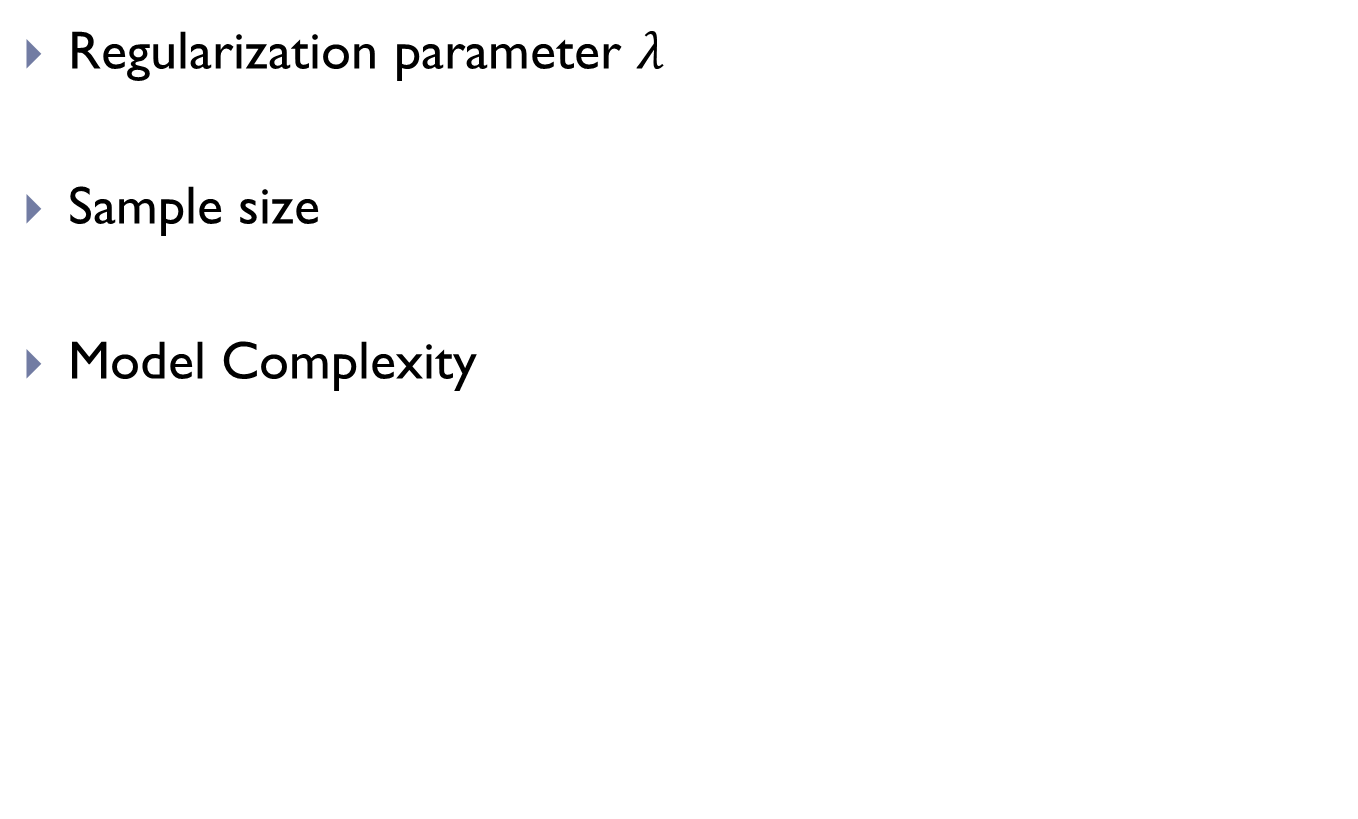 Regularization parameter λ
Sample size
Model Complexity